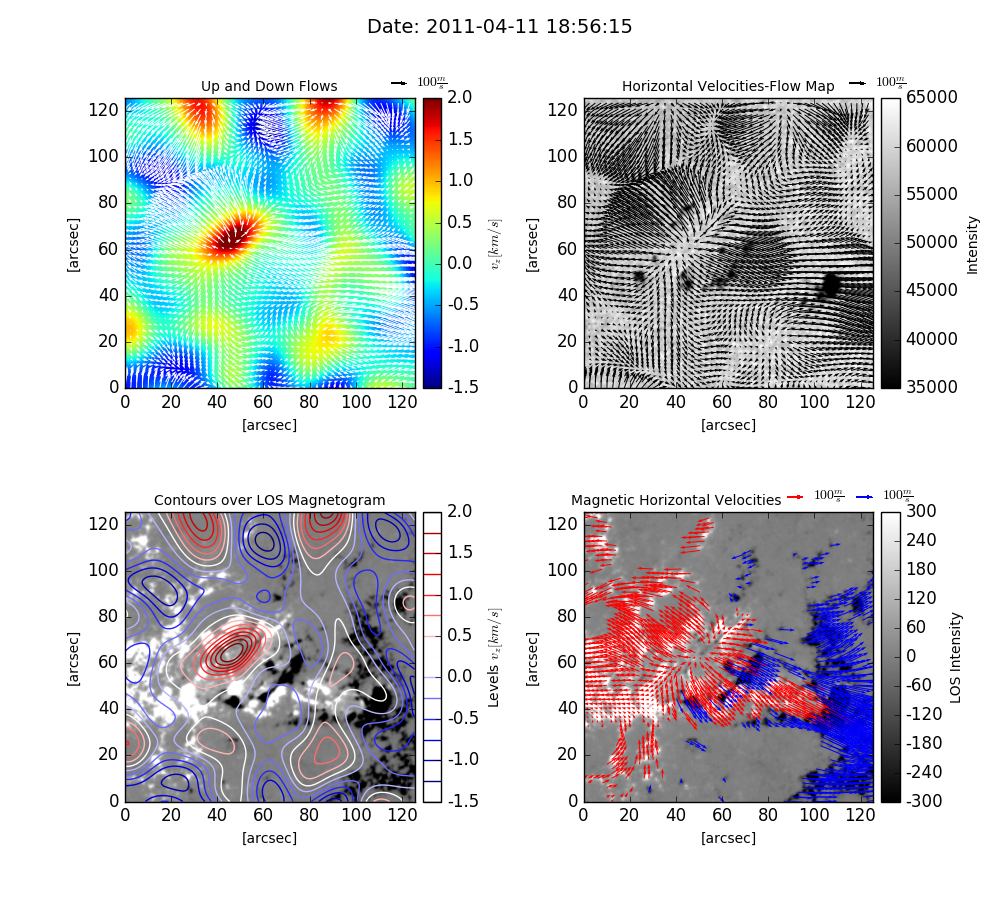 Date: 2011-04-11 18:56:15
Up and Down Flows
100 m/s
120
100
80
60
40
20
0
0 20 40 60 80 100 120
[arcsec]
[arcsec]
2.0
1.5
1.0
0.5
0.0
-0.5
-1.0
-1.5
v_z[km/s]
Horizontal Velocities-Flow Map
100 m/s
120
100
80
60
40
20
0
0 20 40 60 80 100 120
[arcsec]
[arcsec]
65000
60000
55000
50000
45000
40000
35000
Intensity
Contours over LOS Magnetogram
120
100
80
60
40
20
0
0 20 40 60 80 100 120
[arcsec]
[arcsec]
2.0
1.5
1.0
0.5
0.0
-0.5
-1.0
-1.5
Levels v_z[km/s]
Magnetic Horizontal Velocities
100 m/s
100 m/s
120
100
80
60
40
20
0
0 20 40 60 80 100 120
[arcsec]
[arcsec]
300
240
180
120
60
0
-60
-120
-180
-240
-300
LOS Intensity